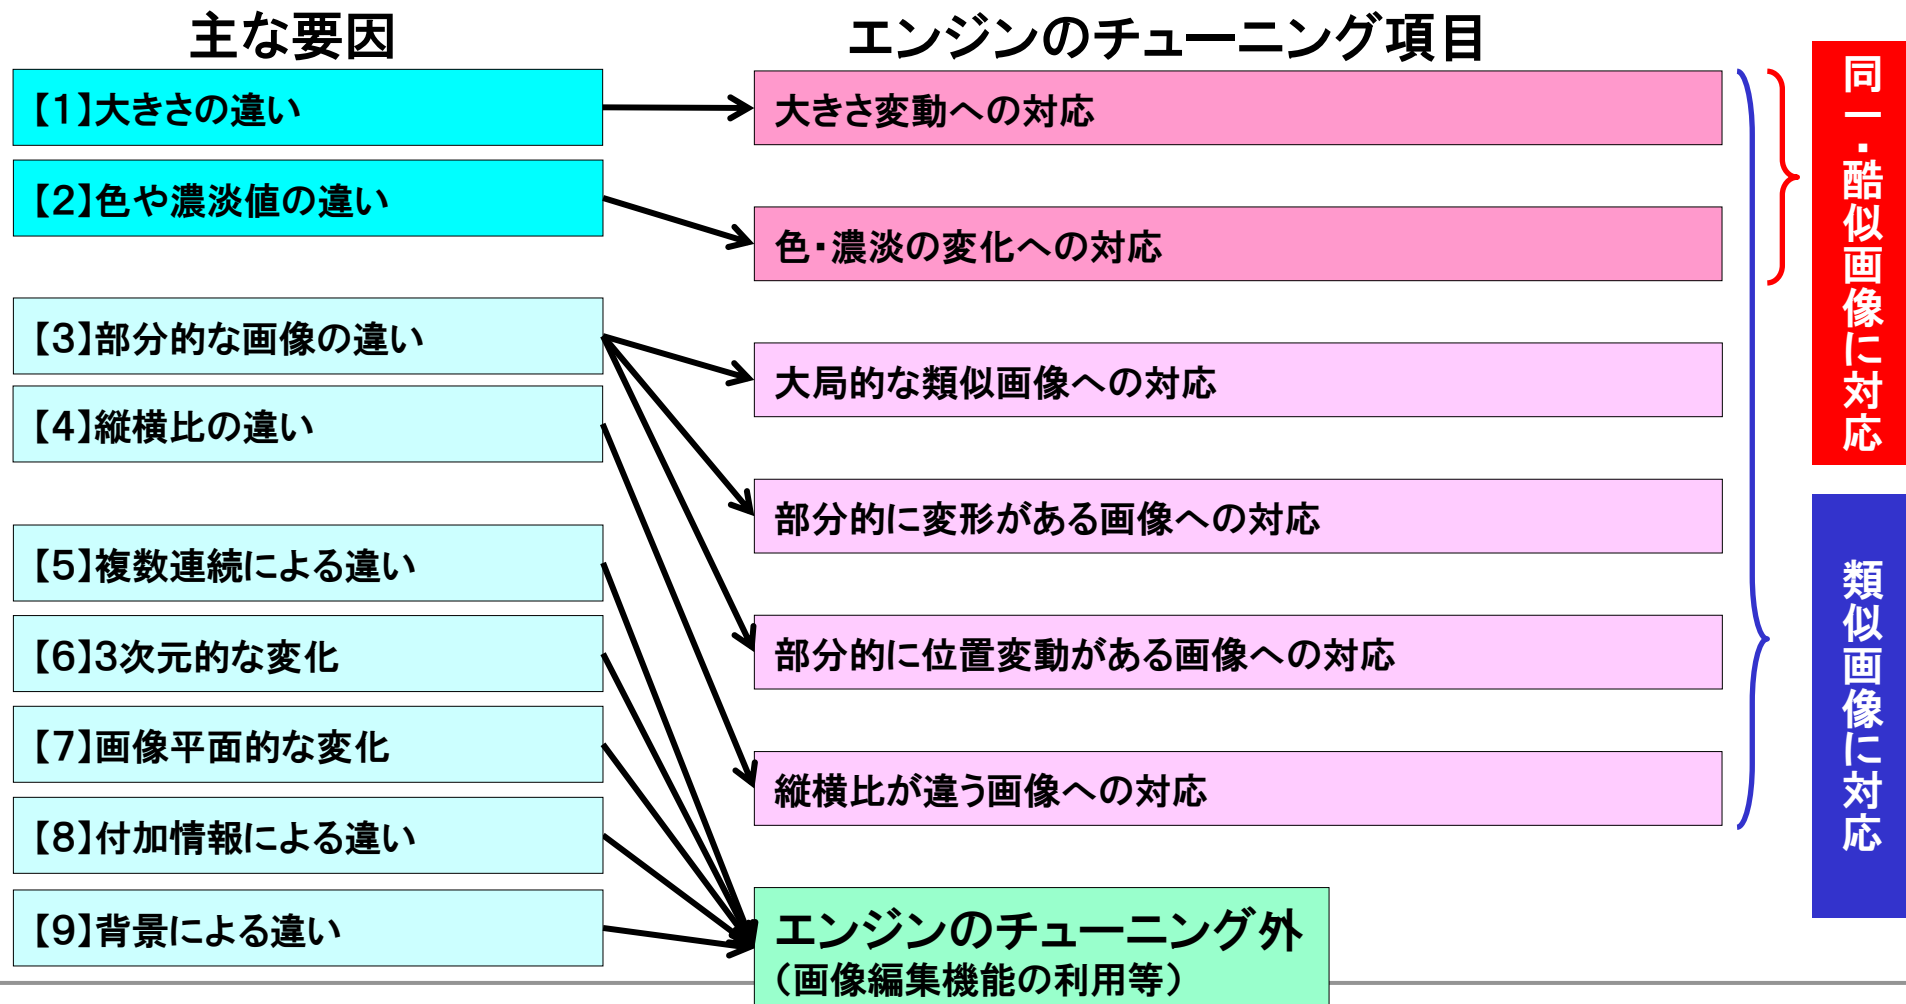 主な要因
【1】大きさの違い
【2】色や濃淡値の違い
【3】部分的な画像の違い
【4】縦横比の違い
【5】複数連続による違い
【6】3次元的な変化
【7】画像平面的な変化
【8】付加情報による違い
【9】背景による違い
エンジンのチューニング項目
大きさ変動への対応
色・濃淡の変化への対応
大局的な類似画像への対応
部分的に変形がある画像への対応
部分的に位置変動がある画像への対応
縦横比が違う画像への対応
エンジンのチューニング外
（画像編集機能の利用等）
同一・酷似画像に対応
類似画像に対応